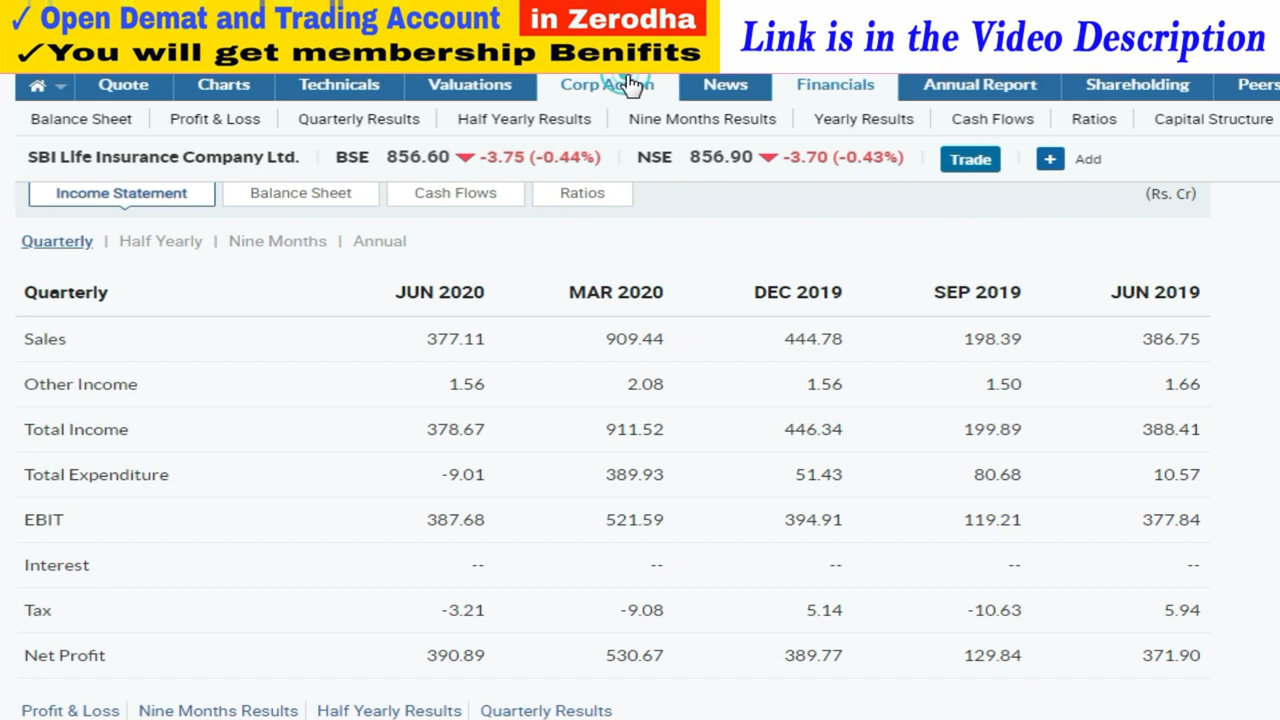 ✓ Open Demat and Trading Account in Zerodha
✓You will get membership Benifits
Link is in the Video Description
Quote Charts Technicals Valuations Corp Action News Financials Annual Report Shareholding Peers
Balance Sheet Profit & Loss Quarterly Results Half Yearly Results Nine Months Results Yearly Results Cash Flows Ratios Capital Structure
SBI Life Insurance Company Ltd. BSE 856.60 -3.75 (-0.44%) NSE 856.90 -3.70 (-0.43%) Trade + Add
Income Statement Balance Sheet Cash Flows Ratios (Rs. Cr)
Quarterly | Half Yearly | Nine Months | Annual
Quarterly JUN 2020 MAR 2020 DEC 2019 SEP 2019 JUN 2019
Sales 377.11 909.44 444.78 198.39 386.75
Other Income 1.56 2.08 1.56 1.50 1.66
Total Income 378.67 911.52 446.34 199.89 388.41
Total Expenditure -9.01 389.93 51.43 80.68 10.57
EBIT 387.68 521.59 394.91 119.21 377.84
Interest -- -- -- -- --
Tax -3.21 -9.08 5.14 -10.63 5.94
Net Profit 390.89 530.67 389.77 129.84 371.90
Profit & Loss | Nine Months Results | Half Yearly Results | Quarterly Results